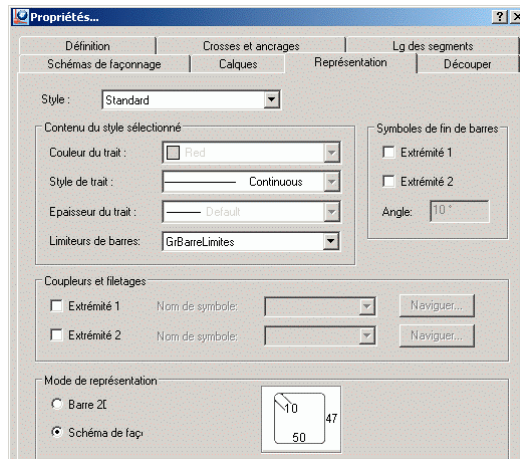 Propriétés...
Définition Crosses et ancrages Lg des segments
Schémas de façonnage Calques Représentation Découper
Style : Standard
Contenu du style sélectionné
Symboles de fin de barres
Couleur du trait : Red
Extrémité 1
Style de trait : Continuous
Extrémité 2
Epaisseur du trait : Default
Angle: 10 °
Limiteurs de barres: GrBarreLimites
Coupleurs et filetages
Extrémité 1 Nom de symbole: Naviguer...
Extrémité 2 Nom de symbole: Naviguer...
Mode de représentation
Barre 2D
Schéma de faço
10
47
50